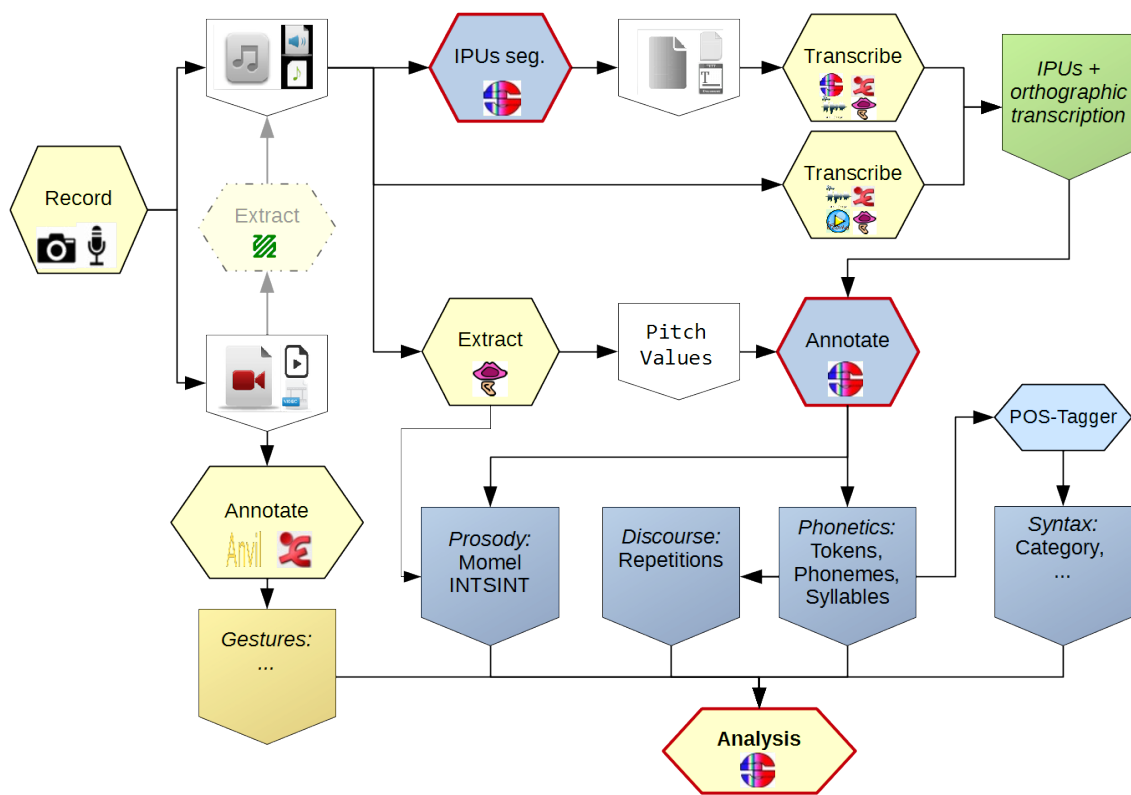 IPUs seg.
Transcribe
IPUs +
orthographic
transcription
Record
Extract
Transcribe
Extract
Pitch
Values
Annotate
POS-Tagger
Annotate
Anvil
Prosody:
Momel
INTSINT
Discourse:
Repetitions
Phonetics:
Tokens,
Phonemes,
Syllables
Syntax:
Category,
...
Gestures:
...
Analysis